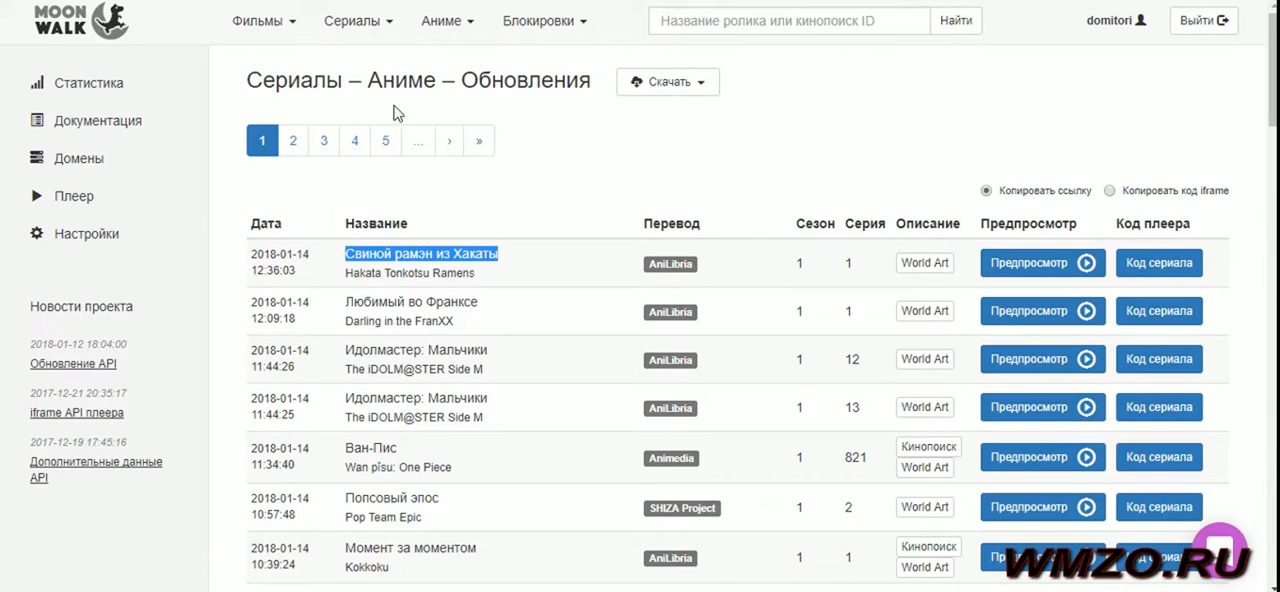 MOON
WALK
Фильмы
Сериалы
Аниме
Блокировки
Название ролика или кинопоиск ID
Найти
domitori
Выйти
Статистика
Документация
Домены
Плеер
Настройки
Новости проекта
2018-01-12 18:04:00
Обновление API
2017-12-21 20:35:17
iframe API плеера
2017-12-19 17:45:16
Дополнительные данные
API
Сериалы – Аниме – Обновления
Скачать
1 2 3 4 5 ... › »
Копировать ссылку Копировать код iframe
Дата Название Перевод Сезон Серия Описание Предпросмотр Код плеера
2018-01-14 Свиной рамэн из Хакаты
12:36:03 Hakata Tonkotsu Ramens AniLibria 1 1 World Art Предпросмотр Код сериала
2018-01-14 Любимый во Франксе
12:09:18 Darling in the FranXX AniLibria 1 1 World Art Предпросмотр Код сериала
2018-01-14 Идолмастер: Мальчики
11:44:26 The iDOLM@STER Side M AniLibria 1 12 World Art Предпросмотр Код сериала
2018-01-14 Идолмастер: Мальчики
11:44:25 The iDOLM@STER Side M AniLibria 1 13 World Art Предпросмотр Код сериала
2018-01-14 Ван-Пис Кинопоиск
11:34:40 Wan pîsu: One Piece Animedia 1 821 World Art Предпросмотр Код сериала
2018-01-14 Попсовый эпос
10:57:48 Pop Team Epic SHIZA Project 1 2 World Art Предпросмотр Код сериала
2018-01-14 Момент за моментом Кинопоиск
10:39:24 Kokkoku AniLibria 1 1 World Art
WMZO.RU